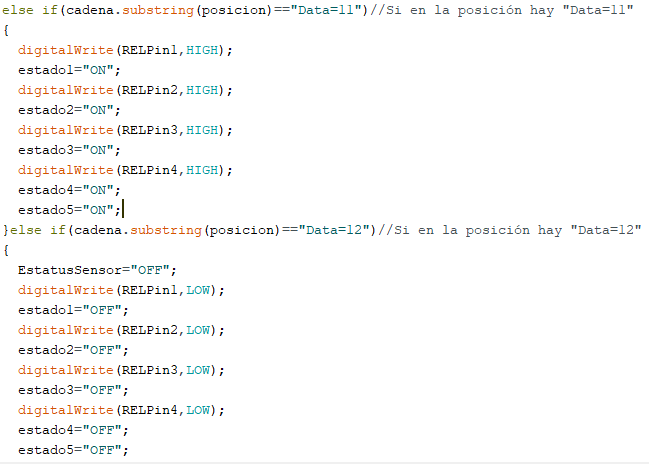 else if(cadena.substring(posicion)=="Data=11")//Si en la posición hay "Data=11"
{
digitalWrite(RELPin1,HIGH);
estado1="ON";
digitalWrite(RELPin2,HIGH);
estado2="ON";
digitalWrite(RELPin3,HIGH);
estado3="ON";
digitalWrite(RELPin4,HIGH);
estado4="ON";
estado5="ON";
}else if(cadena.substring(posicion)=="Data=12")//Si en la posición hay "Data=12"
{
EstatusSensor="OFF";
digitalWrite(RELPin1,LOW);
estado1="OFF";
digitalWrite(RELPin2,LOW);
estado2="OFF";
digitalWrite(RELPin3,LOW);
estado3="OFF";
digitalWrite(RELPin4,LOW);
estado4="OFF";
estado5="OFF";